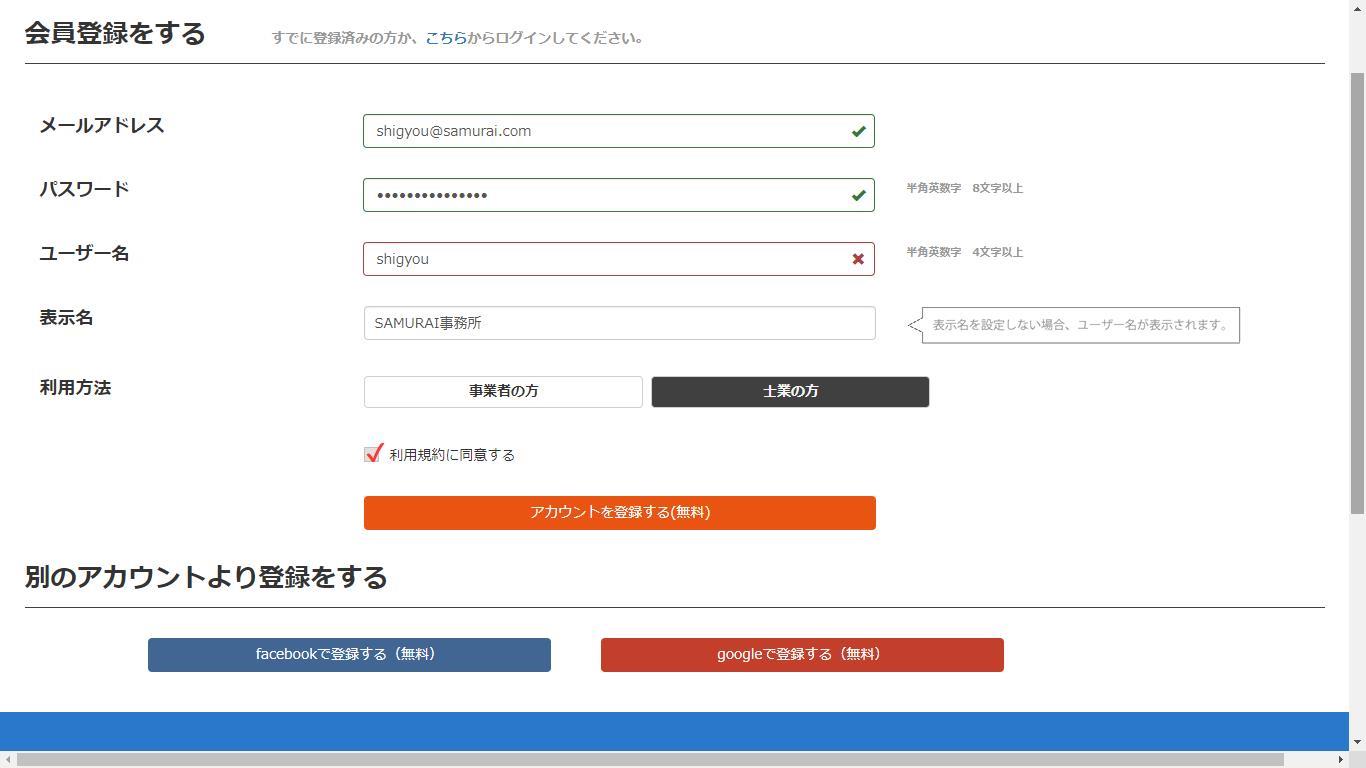 会員登録をする すでに登録済みの方か、こちらからログインしてください。
メールアドレス shigyou@samurai.com
パスワード ••••••••••••••• 半角英数字 8文字以上
ユーザー名 shigyou 半角英数字 4文字以上
表示名 SAMURAI事務所 表示名を設定しない場合、ユーザー名が表示されます。
利用方法 事業者の方 士業の方
利用規約に同意する
アカウントを登録する(無料)
別のアカウントより登録をする
facebookで登録する（無料） googleで登録する（無料）